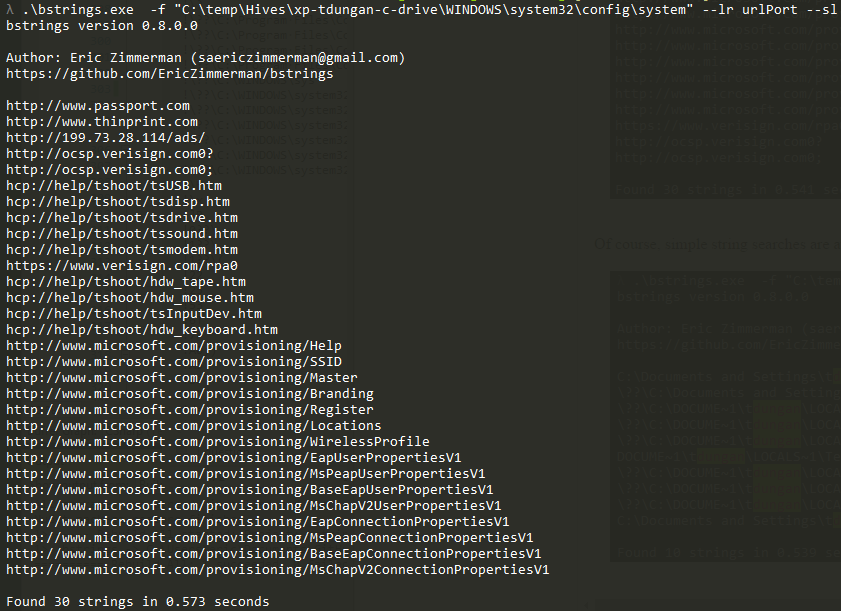 λ .\bstrings.exe  -f "C:\temp\Hives\xp-tdungan-c-drive\WINDOWS\system32\config\system" --lr urlPort --sl
bstrings version 0.8.0.0
Author: Eric Zimmerman (saericzimmerman@gmail.com)
https://github.com/EricZimmerman/bstrings
http://www.passport.com
http://www.thinprint.com
http://199.73.28.114/ads/
http://ocsp.verisign.com0?
http://ocsp.verisign.com0;
hcp://help/tshoot/tsUSB.htm
hcp://help/tshoot/tsdisp.htm
hcp://help/tshoot/tsdrive.htm
hcp://help/tshoot/tssound.htm
hcp://help/tshoot/tsmodem.htm
https://www.verisign.com/rpa0
hcp://help/tshoot/hdw_tape.htm
hcp://help/tshoot/hdw_mouse.htm
hcp://help/tshoot/tsInputDev.htm
hcp://help/tshoot/hdw_keyboard.htm
http://www.microsoft.com/provisioning/Help
http://www.microsoft.com/provisioning/SSID
http://www.microsoft.com/provisioning/Master
http://www.microsoft.com/provisioning/Branding
http://www.microsoft.com/provisioning/Register
http://www.microsoft.com/provisioning/Locations
http://www.microsoft.com/provisioning/WirelessProfile
http://www.microsoft.com/provisioning/EapUserPropertiesV1
http://www.microsoft.com/provisioning/MsPeapUserPropertiesV1
http://www.microsoft.com/provisioning/BaseEapUserPropertiesV1
http://www.microsoft.com/provisioning/MsChapV2UserPropertiesV1
http://www.microsoft.com/provisioning/EapConnectionPropertiesV1
http://www.microsoft.com/provisioning/MsPeapConnectionPropertiesV1
http://www.microsoft.com/provisioning/BaseEapConnectionPropertiesV1
http://www.microsoft.com/provisioning/MsChapV2ConnectionPropertiesV1
Found 30 strings in 0.573 seconds